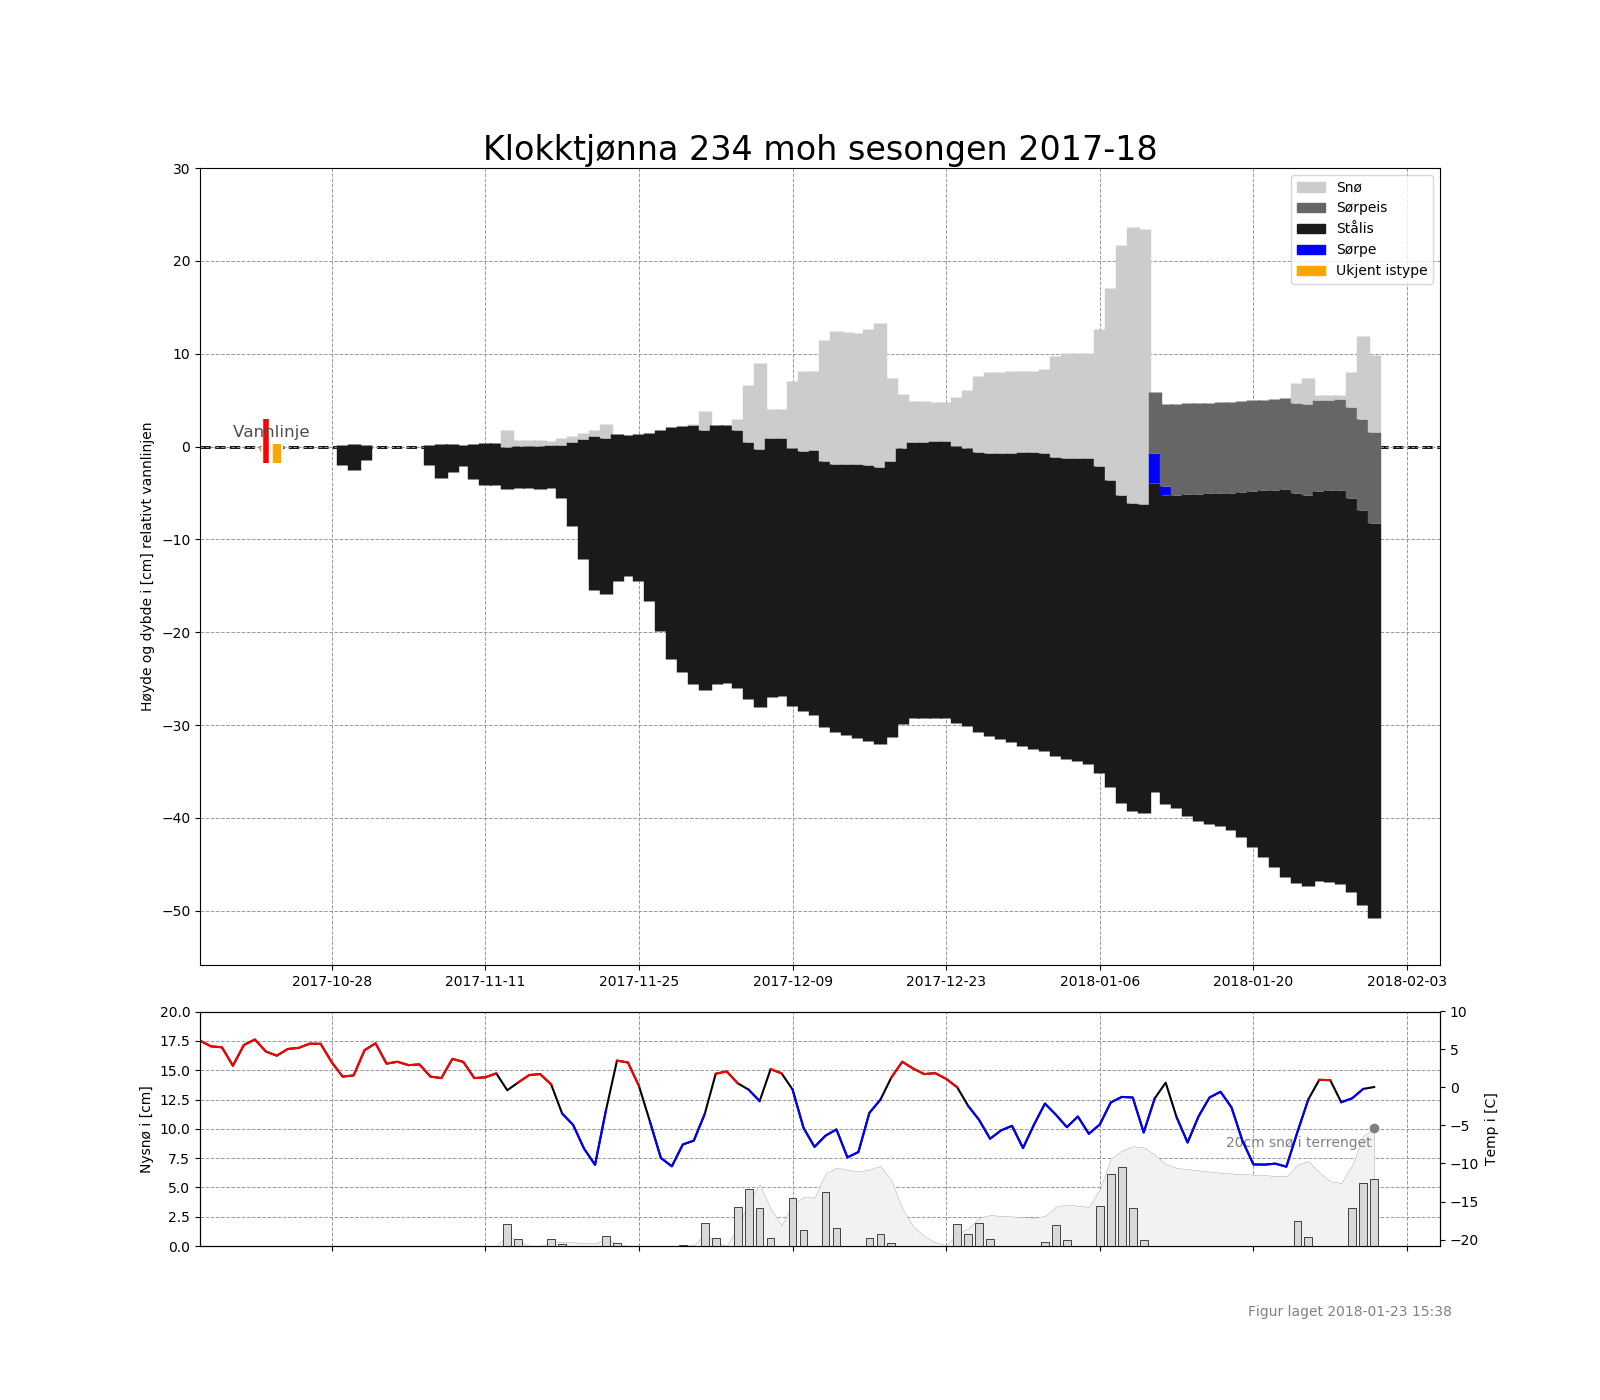 Klokktjønna 234 moh sesongen 2017-18
30
20
10
0
−10
−20
−30
−40
−50
Høyde og dybde i [cm] relativt vannlinjen
Vannlinje
Snø
Sørpeis
Stålis
Sørpe
Ukjent istype
2017-10-28
2017-11-11
2017-11-25
2017-12-09
2017-12-23
2018-01-06
2018-01-20
2018-02-03
20.0
17.5
15.0
12.5
10.0
7.5
5.0
2.5
0.0
Nysnø i [cm]
20cm snø i terrenget
10
5
0
−5
−10
−15
−20
Temp i [C]
Figur laget 2018-01-23 15:38